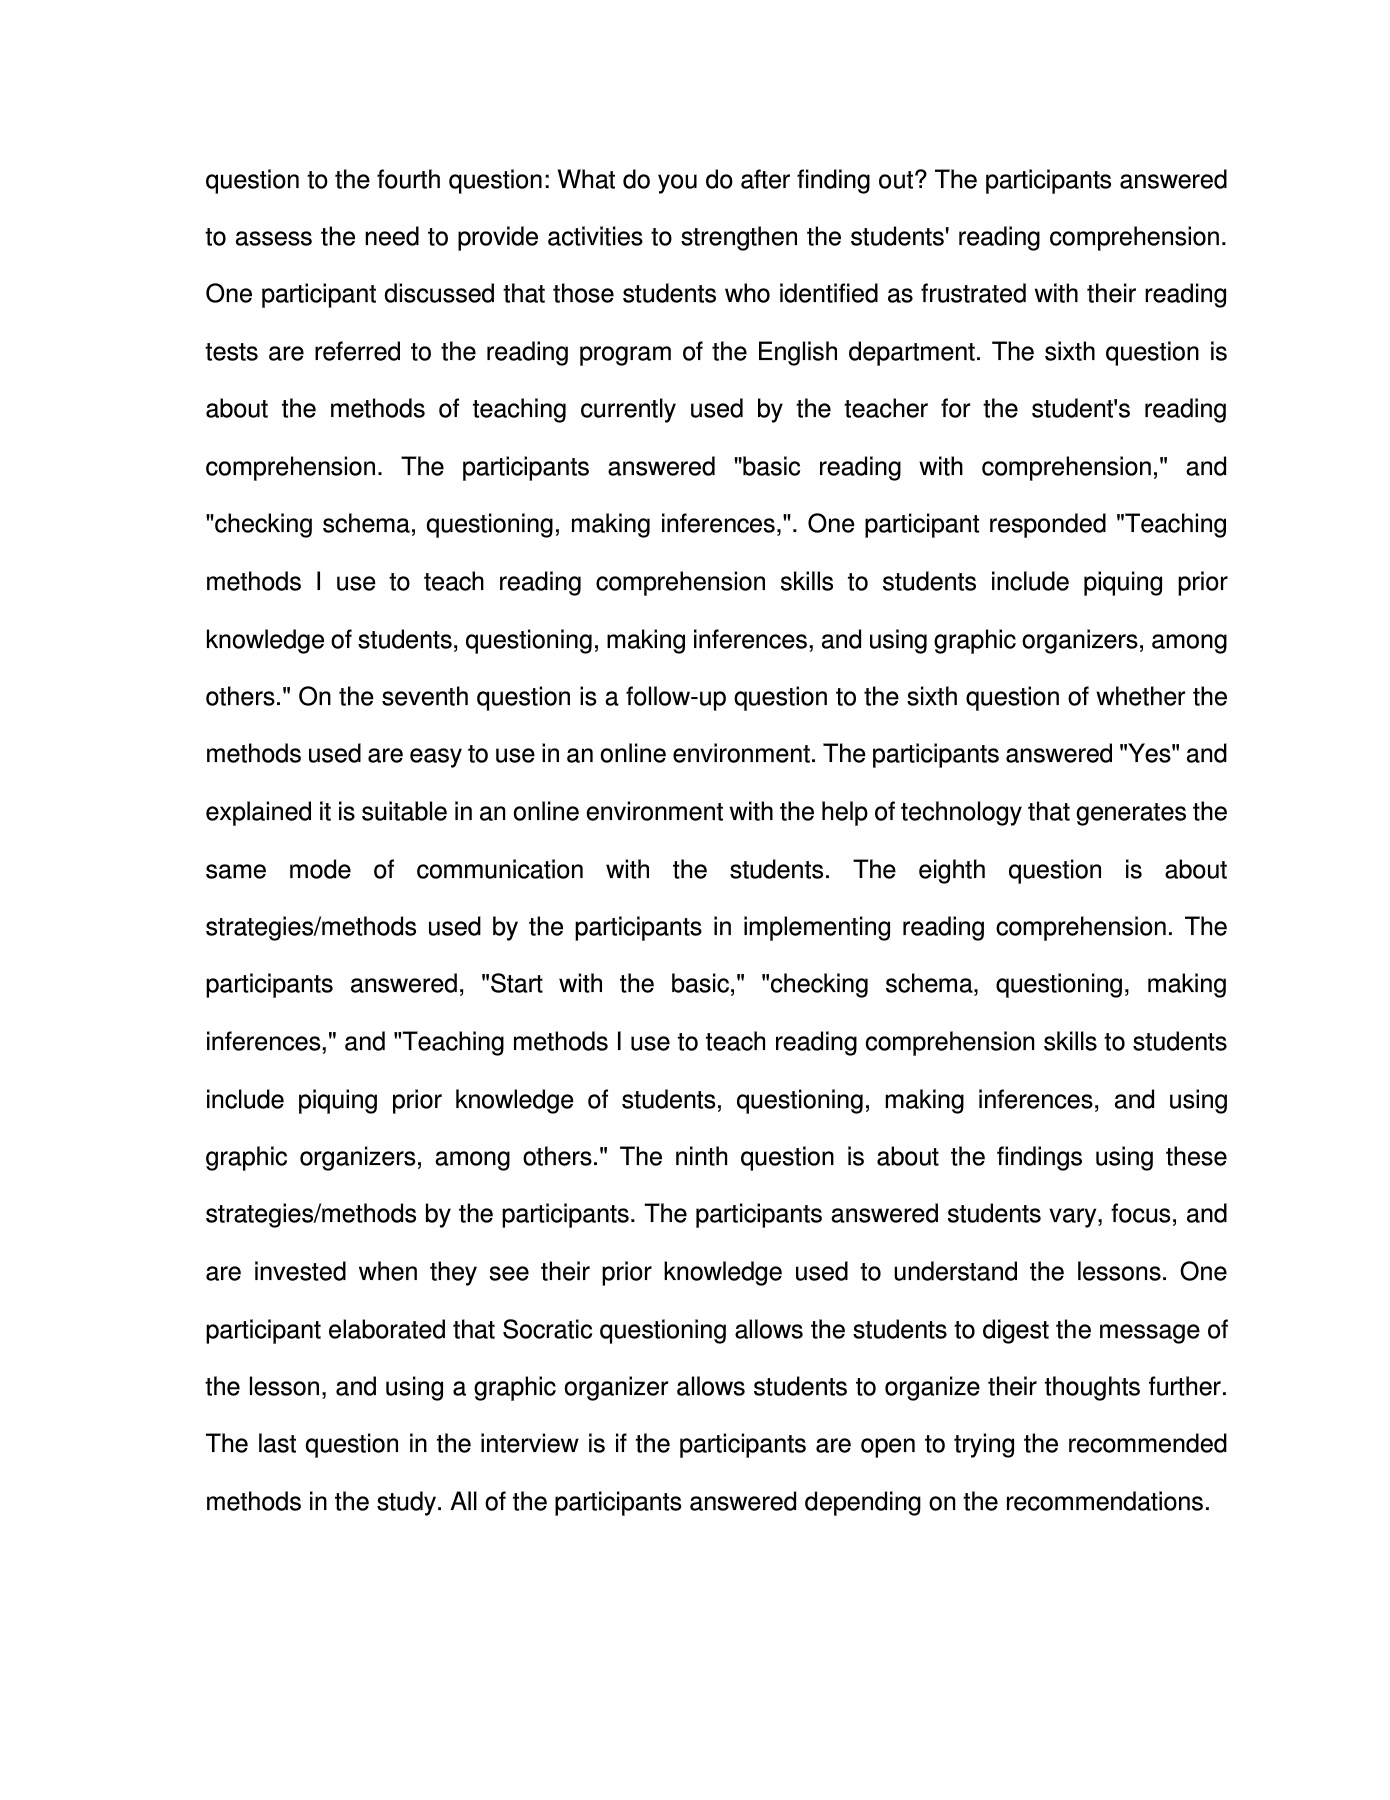 question to the fourth question: What do you do after finding out? The participants answered
to assess the need to provide activities to strengthen the students' reading comprehension.
One participant discussed that those students who identified as frustrated with their reading
tests are referred to the reading program of the English department. The sixth question is
about the methods of teaching currently used by the teacher for the student's reading
comprehension. The participants answered "basic reading with comprehension," and
"checking schema, questioning, making inferences,". One participant responded "Teaching
methods I use to teach reading comprehension skills to students include piquing prior
knowledge of students, questioning, making inferences, and using graphic organizers, among
others." On the seventh question is a follow-up question to the sixth question of whether the
methods used are easy to use in an online environment. The participants answered "Yes" and
explained it is suitable in an online environment with the help of technology that generates the
same mode of communication with the students. The eighth question is about
strategies/methods used by the participants in implementing reading comprehension. The
participants answered, "Start with the basic," "checking schema, questioning, making
inferences," and "Teaching methods I use to teach reading comprehension skills to students
include piquing prior knowledge of students, questioning, making inferences, and using
graphic organizers, among others." The ninth question is about the findings using these
strategies/methods by the participants. The participants answered students vary, focus, and
are invested when they see their prior knowledge used to understand the lessons. One
participant elaborated that Socratic questioning allows the students to digest the message of
the lesson, and using a graphic organizer allows students to organize their thoughts further.
The last question in the interview is if the participants are open to trying the recommended
methods in the study. All of the participants answered depending on the recommendations.